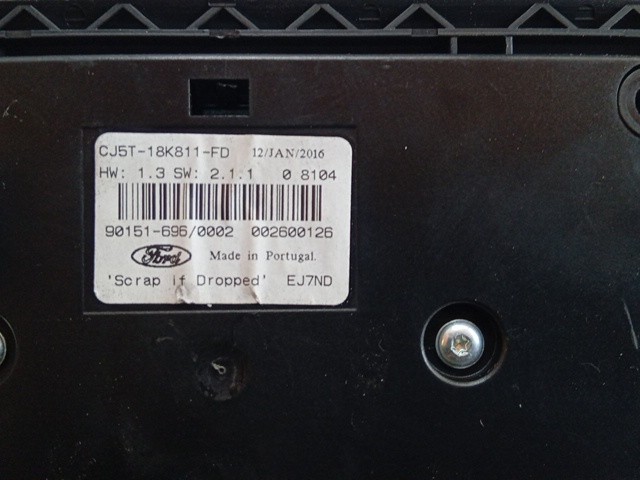 CJ5T-18K811-FD 12/JAN/2016
HW: 1.3 SW: 2.1.1 0 8104
90151-696/0002 002600126
Ford Made in Portugal.
'Scrap if Dropped' EJ7ND